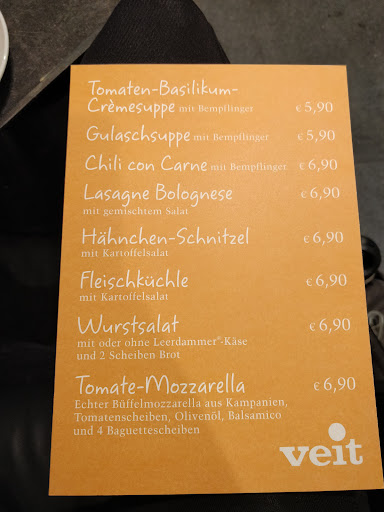 Tomaten-Basilikum-
Crèmesuppe mit Bempflinger € 5,90
Gulaschsuppe mit Bempflinger € 5,90
Chili con Carne mit Bempflinger € 6,90
Lasagne Bolognese € 6,90
mit gemischtem Salat
Hähnchen-Schnitzel € 6,90
mit Kartoffelsalat
Fleischküchle € 6,90
mit Kartoffelsalat
Wurstsalat € 6,90
mit oder ohne Leerdammer®-Käse
und 2 Scheiben Brot
Tomate-Mozzarella € 6,90
Echter Büffelmozzarella aus Kampanien,
Tomatenscheiben, Olivenöl, Balsamico
und 4 Baguettescheiben
veit